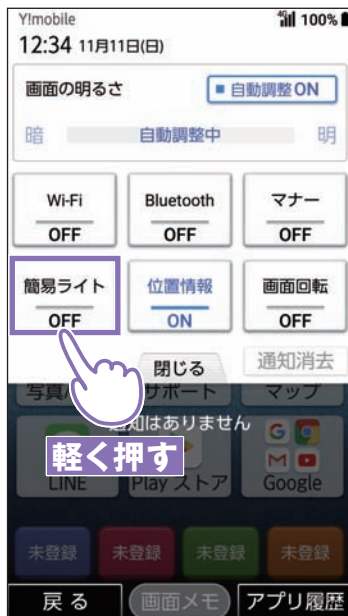 Y!mobile 4G 100%
12:34 11月11日(日)
画面の明るさ ■自動調整ON
暗 自動調整中 明
Wi-Fi Bluetooth マナー
OFF OFF OFF
簡易ライト 位置情報 画面回転
OFF ON OFF
閉じる 通知消去
写真/ サポート マップ
通知はありません
軽く押す
LINE Play ストア Google
未登録 未登録 未登録 未登録
戻る 画面メモ アプリ履歴